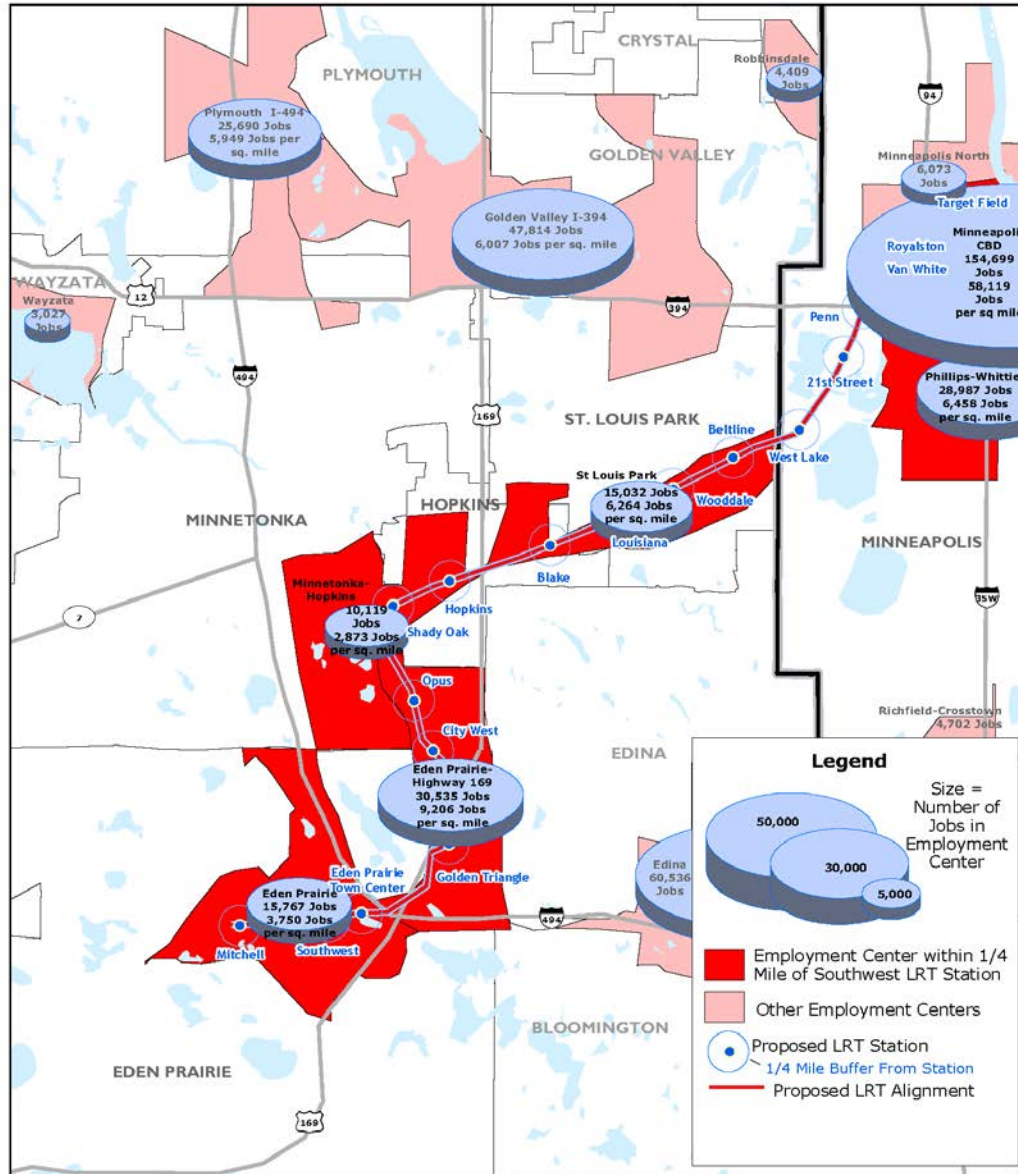 CRYSTAL
Robbinsdale
4,409
Jobs
PLYMOUTH
94
Plymouth I-494
25,690 Jobs
5,949 Jobs per
sq. mile
GOLDEN VALLEY
Minneapolis North
6,073
Jobs
Target Field
Golden Valley I-394
47,814 Jobs
6,007 Jobs per sq. mile
Royalston
Van White
Minneapoli
CBD
154,699
Jobs
58,119
Jobs
per sq mile
WAYZATA
Wayzata
3,027
Jobs
12
394
Penn
494
21st Street
169
Phillips-Whittie
28,987 Jobs
6,458 Jobs
per sq. mile
ST. LOUIS PARK
Beltline
West Lake
St Louis Park
15,032 Jobs
6,264 Jobs
per sq. mile
Wooddale
HOPKINS
MINNETONKA
Louisiana
MINNEAPOLIS
Blake
Minnetonka-
Hopkins
10,119
Jobs
2,873 Jobs
per sq. mile
Hopkins
Shady Oak
7
35W
Opus
Richfield-Crosstown
4,702 Jobs
City West
EDINA
Eden Prairie-
Highway 169
30,535 Jobs
9,206 Jobs
per sq. mile
Legend
Size =
Number of
Jobs in
Employment
Center
50,000
30,000
5,000
Edina
60,536
Jobs
Eden Prairie
Town Center
Golden Triangle
Eden Prairie
15,767 Jobs
3,750 Jobs
per sq. mile
494
Mitchell
Southwest
Employment Center within 1/4
Mile of Southwest LRT Station
Other Employment Centers
BLOOMINGTON
Proposed LRT Station
1/4 Mile Buffer From Station
EDEN PRAIRIE
Proposed LRT Alignment
169